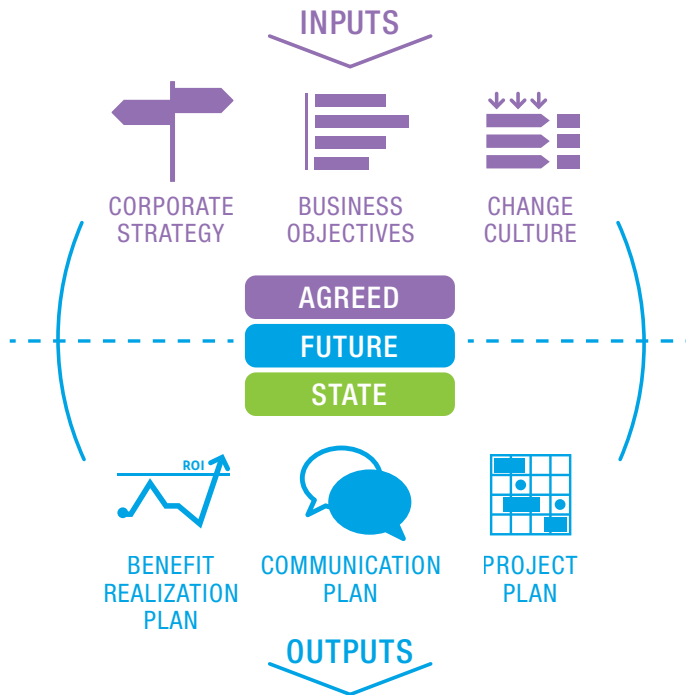 INPUTS
CORPORATE
STRATEGY
BUSINESS
OBJECTIVES
CHANGE
CULTURE
AGREED
FUTURE
STATE
ROI
BENEFIT
REALIZATION
PLAN
COMMUNICATION
PLAN
PROJECT
PLAN
OUTPUTS